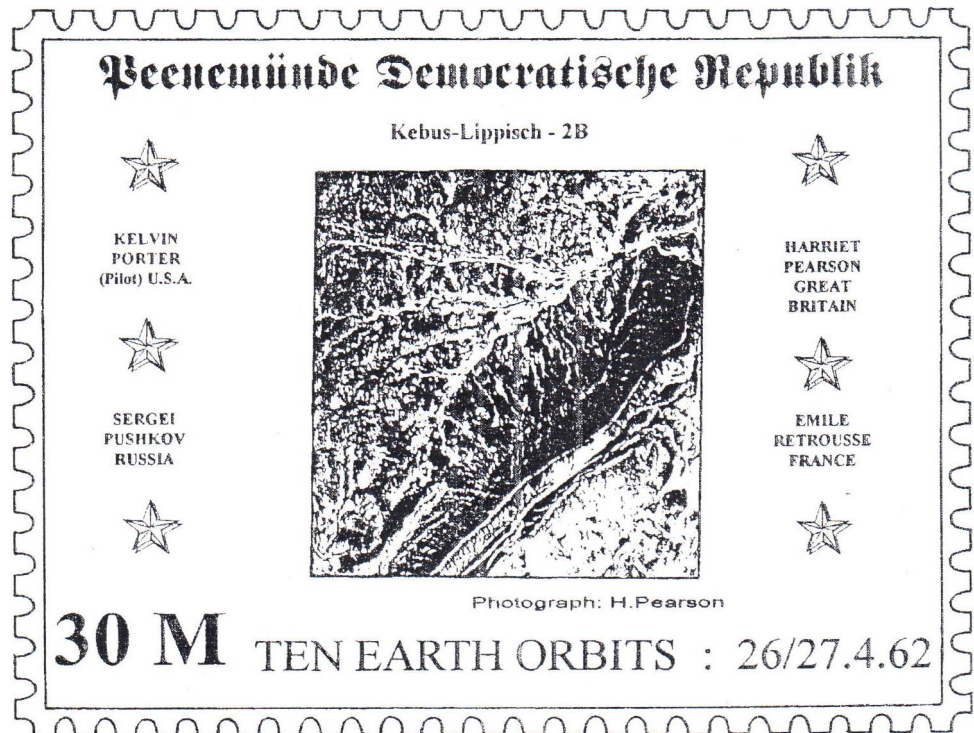 Peenemünde Democratische Republik
Kebus-Lippisch - 2B
KELVIN
PORTER
(Pilot) U.S.A.
SERGEI
PUSHKOV
RUSSIA
HARRIET
PEARSON
GREAT
BRITAIN
EMILE
RETROUSSE
FRANCE
Photograph: H.Pearson
30 M TEN EARTH ORBITS : 26/27.4.62